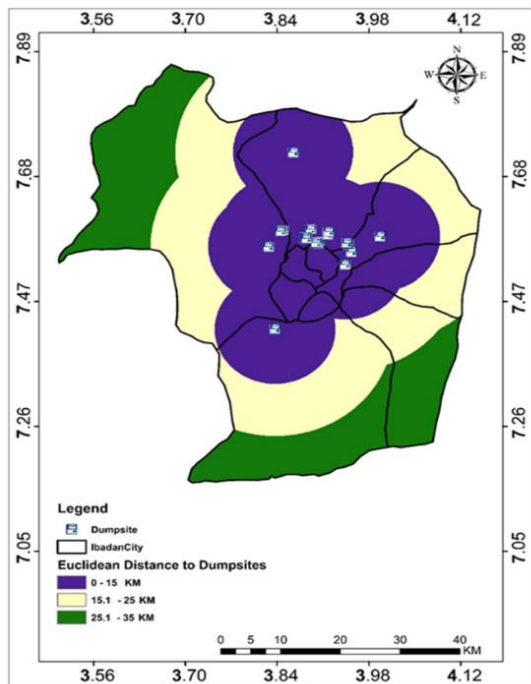 3.56 3.70 3.84 3.98 4.12
7.89 7.89
N
W E
S
7.68 7.68
7.47 7.47
7.26 7.26
Legend
Dumpsite
IbadanCity
Euclidean Distance to Dumpsites
0 - 15 KM
15.1 - 25 KM
25.1 - 35 KM
7.05 7.05
0 5 10 20 30 40
KM
3.56 3.70 3.84 3.98 4.12